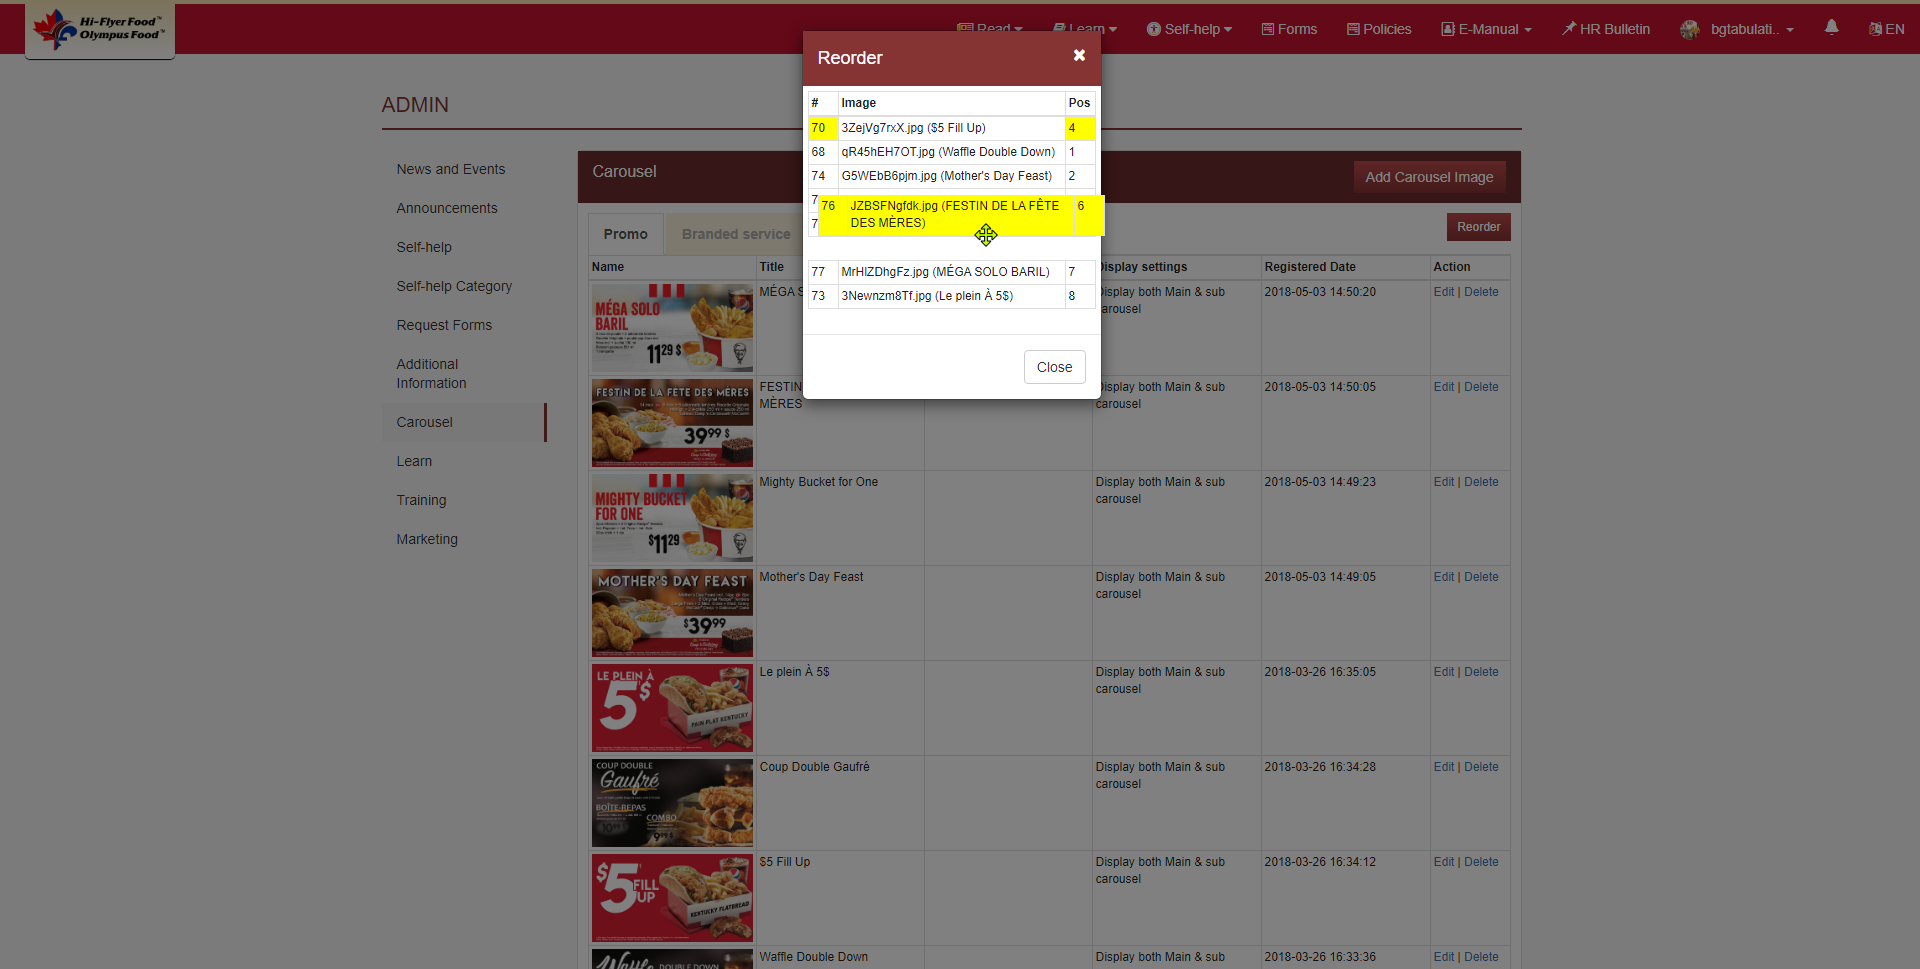 Hi-Flyer Food™
Olympus Food™
Read
Learn
Self-help
Forms
Policies
E-Manual
HR Bulletin
bgtabulati..
EN
Reorder
# Image Pos
70 3ZejVg7rxX.jpg ($5 Fill Up) 4
68 qR45hEH7OT.jpg (Waffle Double Down) 1
74 G5WEbB6pjm.jpg (Mother's Day Feast) 2
7
76 JZBSFNgfdk.jpg (FESTIN DE LA FÊTE 6
DES MÈRES)
7
77 MrHlZDhgFz.jpg (MÉGA SOLO BARIL) 7
73 3Newnzm8Tf.jpg (Le plein À 5$) 8
Close
ADMIN
News and Events
Announcements
Self-help
Self-help Category
Request Forms
Additional
Information
Carousel
Learn
Training
Marketing
Carousel
Add Carousel Image
Promo
Branded service
Reorder
Name Title Display settings Registered Date Action
MÉGA SOLO
BARIL
11²⁹ $
MÉGA S
Display both Main & sub
carousel
2018-05-03 14:50:20
Edit | Delete
FESTIN DE LA FÊTE DES MÈRES
39⁹⁹ $
FESTIN
MÈRES
Display both Main & sub
carousel
2018-05-03 14:50:05
Edit | Delete
MIGHTY BUCKET
FOR ONE
$11²⁹
Mighty Bucket for One
Display both Main & sub
carousel
2018-05-03 14:49:23
Edit | Delete
MOTHER'S DAY FEAST
$39⁹⁹
Mother's Day Feast
Display both Main & sub
carousel
2018-05-03 14:49:05
Edit | Delete
LE PLEIN À
5$
PAIN PLAT KENTUCKY
Le plein À 5$
Display both Main & sub
carousel
2018-03-26 16:35:05
Edit | Delete
COUP DOUBLE
Gaufré
BOÎTE-REPAS
COMBO
Coup Double Gaufré
Display both Main & sub
carousel
2018-03-26 16:34:28
Edit | Delete
$5 FILL
UP
KENTUCKY FLATBREAD
$5 Fill Up
Display both Main & sub
carousel
2018-03-26 16:34:12
Edit | Delete
Waffle DOUBLE DOWN
Waffle Double Down
Display both Main & sub
2018-03-26 16:33:36
Edit | Delete